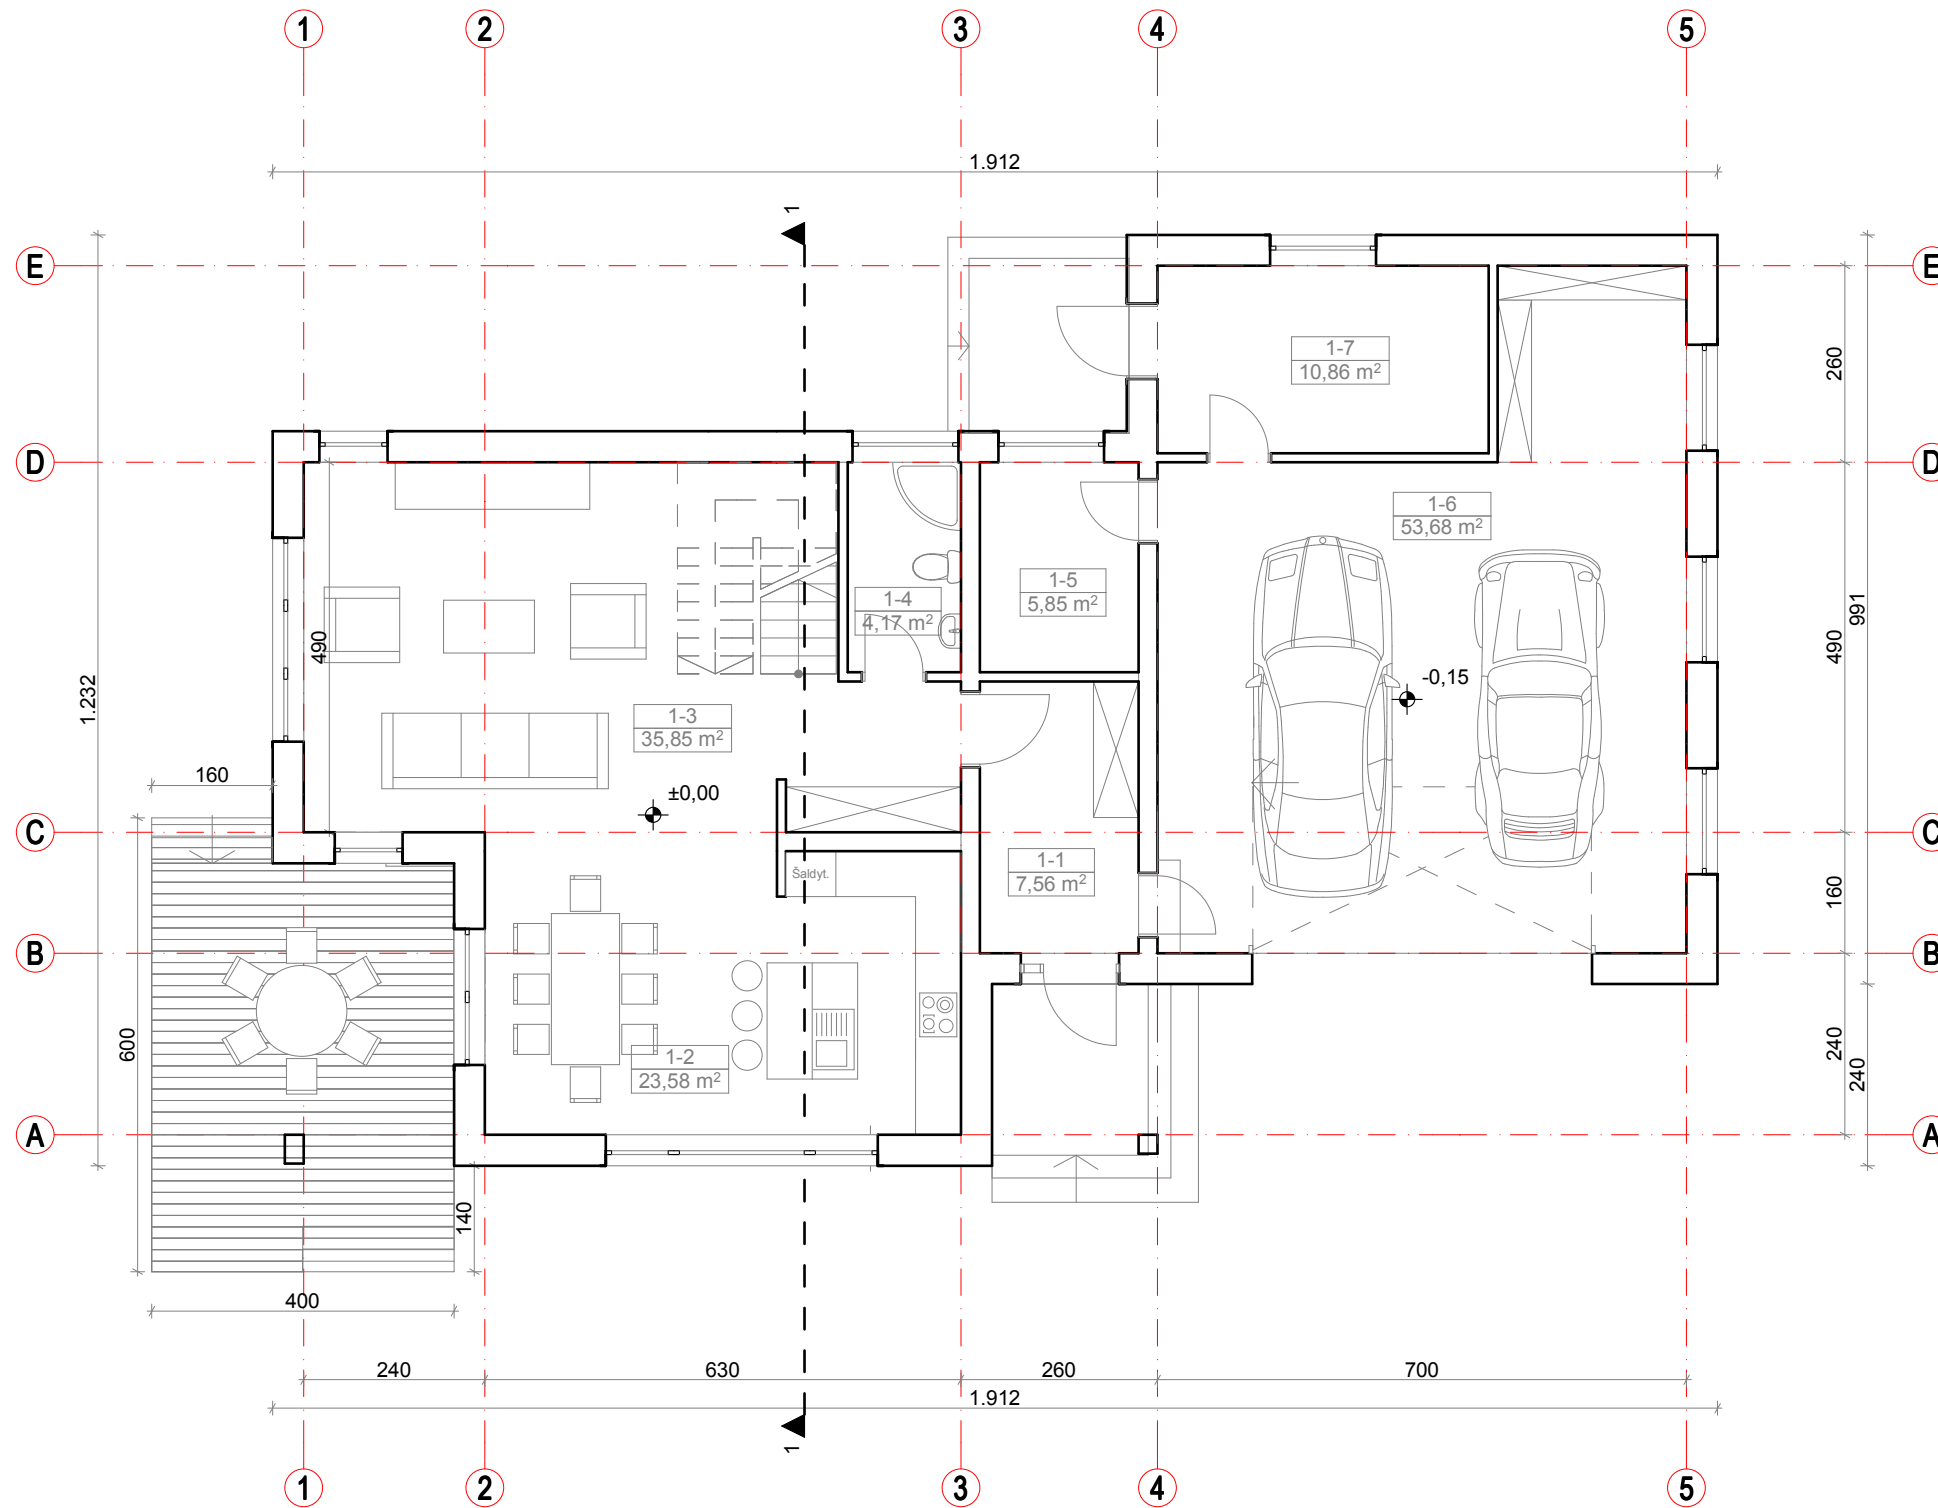 1 2 3 4 5
1.912
1
E E
D D
C C
B B
A A
1-7
10,86 m²
260
1-6
53,68 m²
1-5
5,85 m²
1-4
4,17 m²
490
490
991
1.232
-0,15
1-3
35,85 m²
160
±0,00
Šaldyt.
1-1
7,56 m²
160
600
1-2
23,58 m²
240
240
140
400
240 630 260 700
1.912
1
1 2 3 4 5